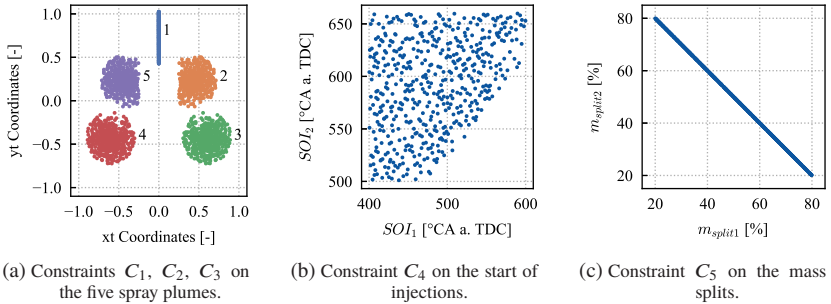 1.0
0.5
0.0
−0.5
−1.0
yt Coordinates [-]
1
5
2
4
3
−1.0 −0.5 0.0 0.5 1.0
xt Coordinates [-]
650
600
550
500
SOI₂ [°CA a. TDC]
400 500 600
SOI₁ [°CA a. TDC]
80
60
40
20
m_split2 [%]
20 40 60 80
m_split1 [%]
(a) Constraints C₁, C₂, C₃ on
the five spray plumes.
(b) Constraint C₄ on the start of
injections.
(c) Constraint C₅ on the mass
splits.